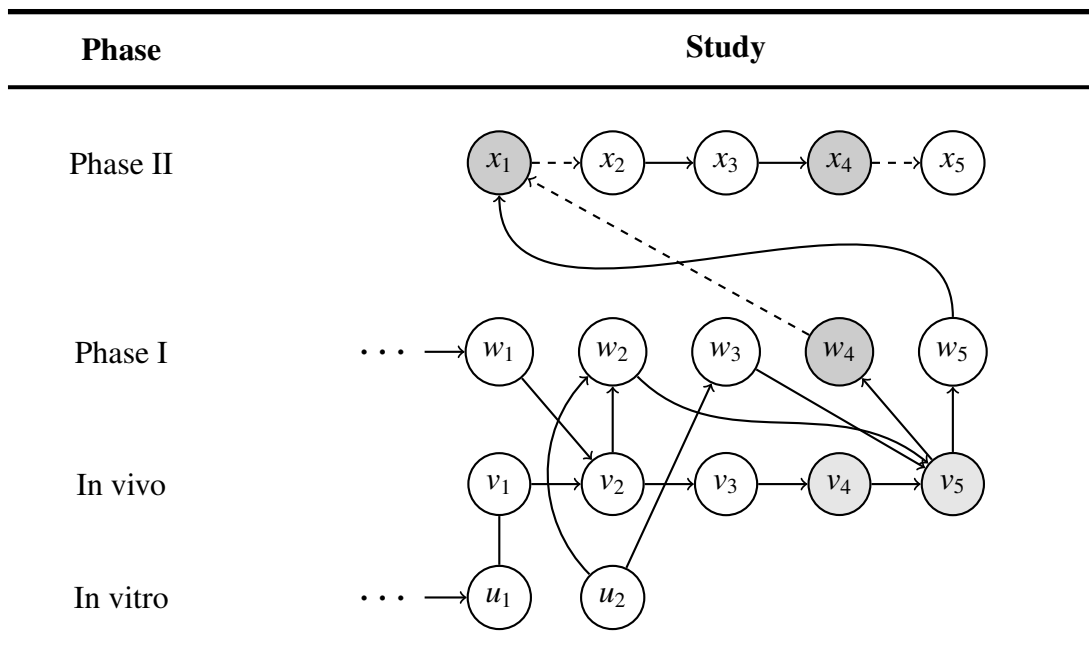 Phase Study
Phase II x₁ x₂ x₃ x₄ x₅
Phase I · · · w₁ w₂ w₃ w₄ w₅
In vivo v₁ v₂ v₃ v₄ v₅
In vitro · · · u₁ u₂